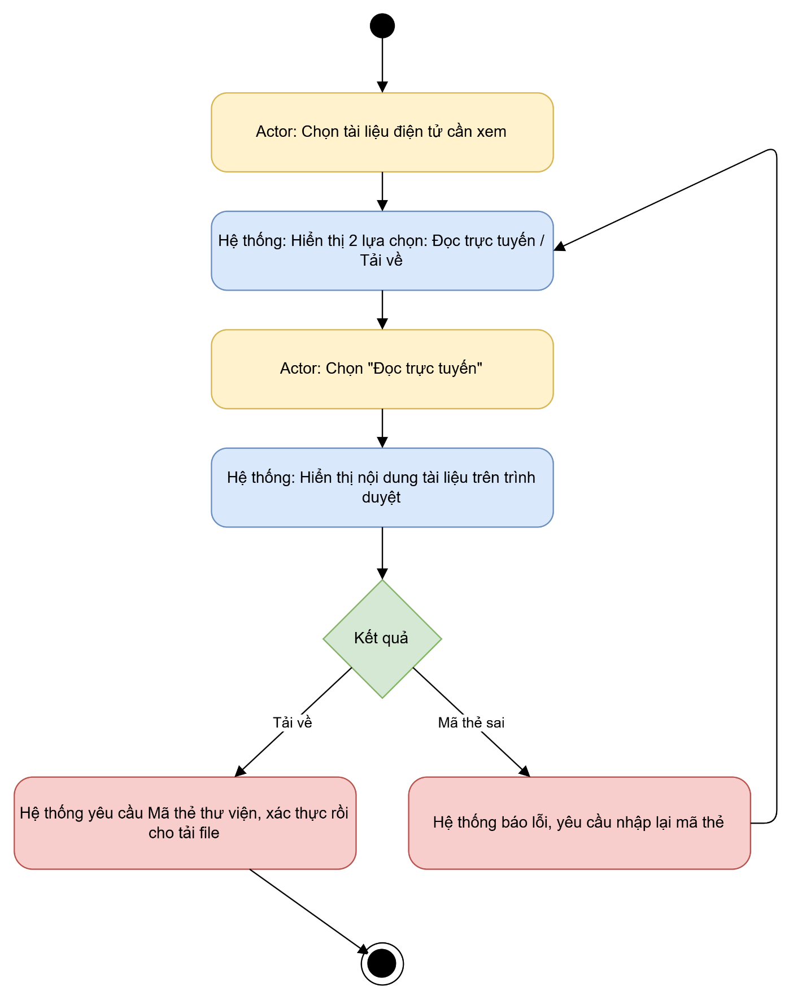 Actor: Chọn tài liệu điện tử cần xem
Hệ thống: Hiển thị 2 lựa chọn: Đọc trực tuyến /
Tải về
Actor: Chọn "Đọc trực tuyến"
Hệ thống: Hiển thị nội dung tài liệu trên trình
duyệt
Kết quả
Tải về
Mã thẻ sai
Hệ thống yêu cầu Mã thẻ thư viện, xác thực rồi
cho tải file
Hệ thống báo lỗi, yêu cầu nhập lại mã thẻ